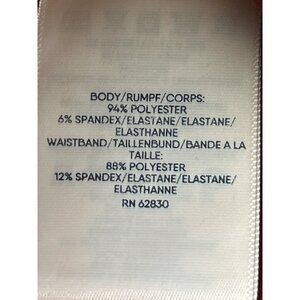 BODY/RUMPF/CORPS:
94% POLYESTER
6% SPANDEX/ELASTANE/ELASTANE/
ELASTHANNE
WAISTBAND/TAILLENBUND/BANDE A LA
TAILLE:
88% POLYESTER
12% SPANDEX/ELASTANE/ELASTANE/
ELASTHANNE
RN 62830